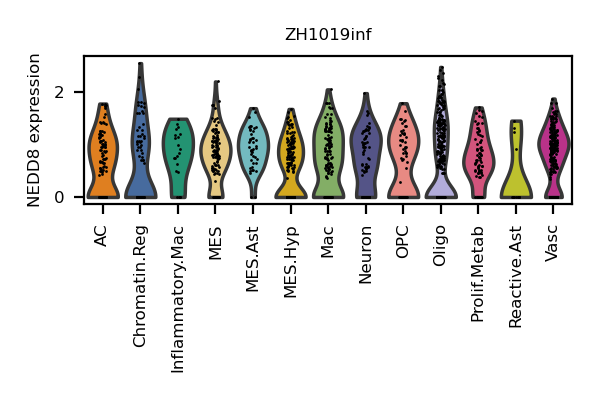 ZH1019inf
NEDD8 expression
2
0
AC
Chromatin.Reg
Inflammatory.Mac
MES
MES.Ast
MES.Hyp
Mac
Neuron
OPC
Oligo
Prolif.Metab
Reactive.Ast
Vasc